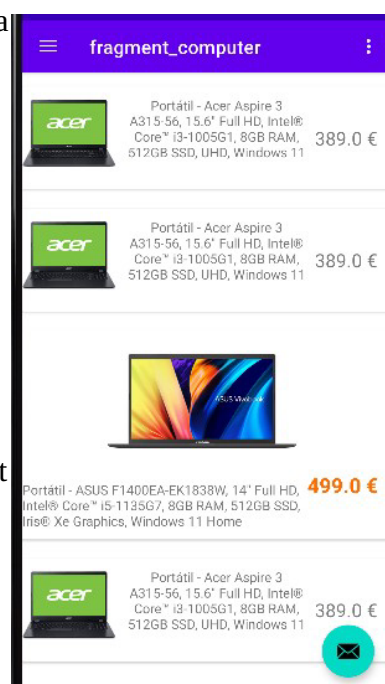 a
fragment_computer
Portátil - Acer Aspire 3
A315-56, 15.6" Full HD, Intel®
Core™ i3-1005G1, 8GB RAM,
512GB SSD, UHD, Windows 11
389.0 €
acer
Portátil - Acer Aspire 3
A315-56, 15.6" Full HD, Intel®
Core™ i3-1005G1, 8GB RAM,
512GB SSD, UHD, Windows 11
389.0 €
acer
ASUS Vivobook
t
Portátil - ASUS F1400EA-EK1838W, 14" Full HD,
Intel® Core™ i5-1135G7, 8GB RAM, 512GB SSD,
Iris® Xe Graphics, Windows 11 Home
499.0 €
Portátil - Acer Aspire 3
A315-56, 15.6" Full HD, Intel®
Core™ i3-1005G1, 8GB RAM,
512GB SSD, UHD, Windows 11
389.0 €
acer